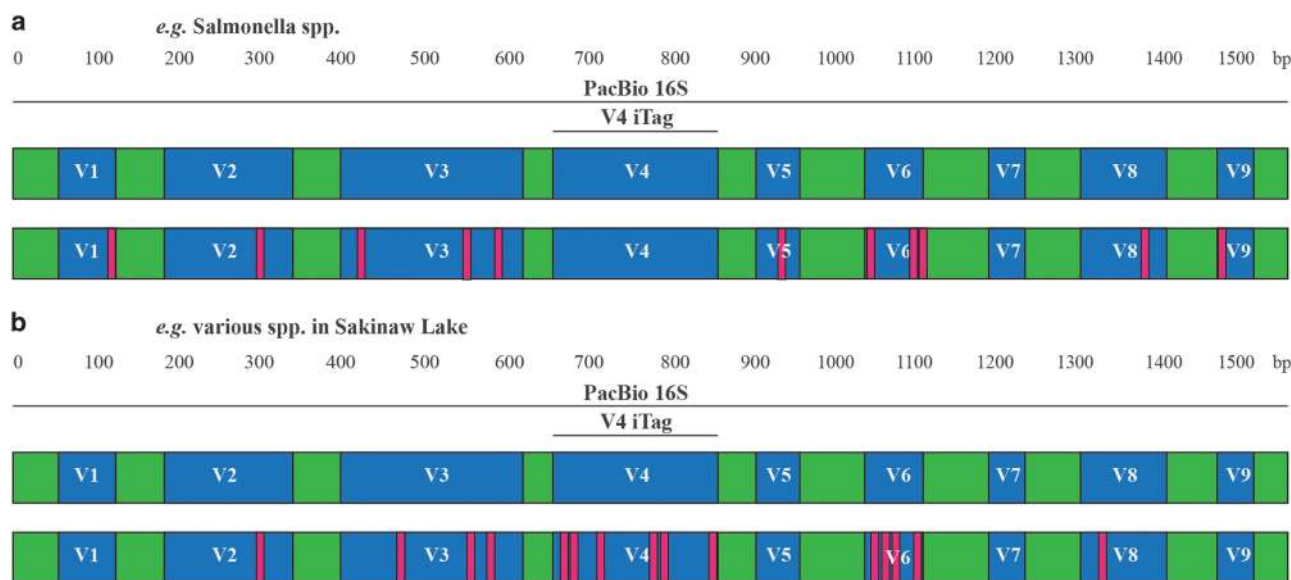 a
e.g. Salmonella spp.
0 100 200 300 400 500 600 700 800 900 1000 1100 1200 1300 1400 1500 bp
PacBio 16S
V4 iTag
V1 V2 V3 V4 V5 V6 V7 V8 V9
V1 V2 V3 V4 V5 V6 V7 V8 V9
b
e.g. various spp. in Sakinaw Lake
0 100 200 300 400 500 600 700 800 900 1000 1100 1200 1300 1400 1500 bp
PacBio 16S
V4 iTag
V1 V2 V3 V4 V5 V6 V7 V8 V9
V1 V2 V3 V4 V5 V6 V7 V8 V9